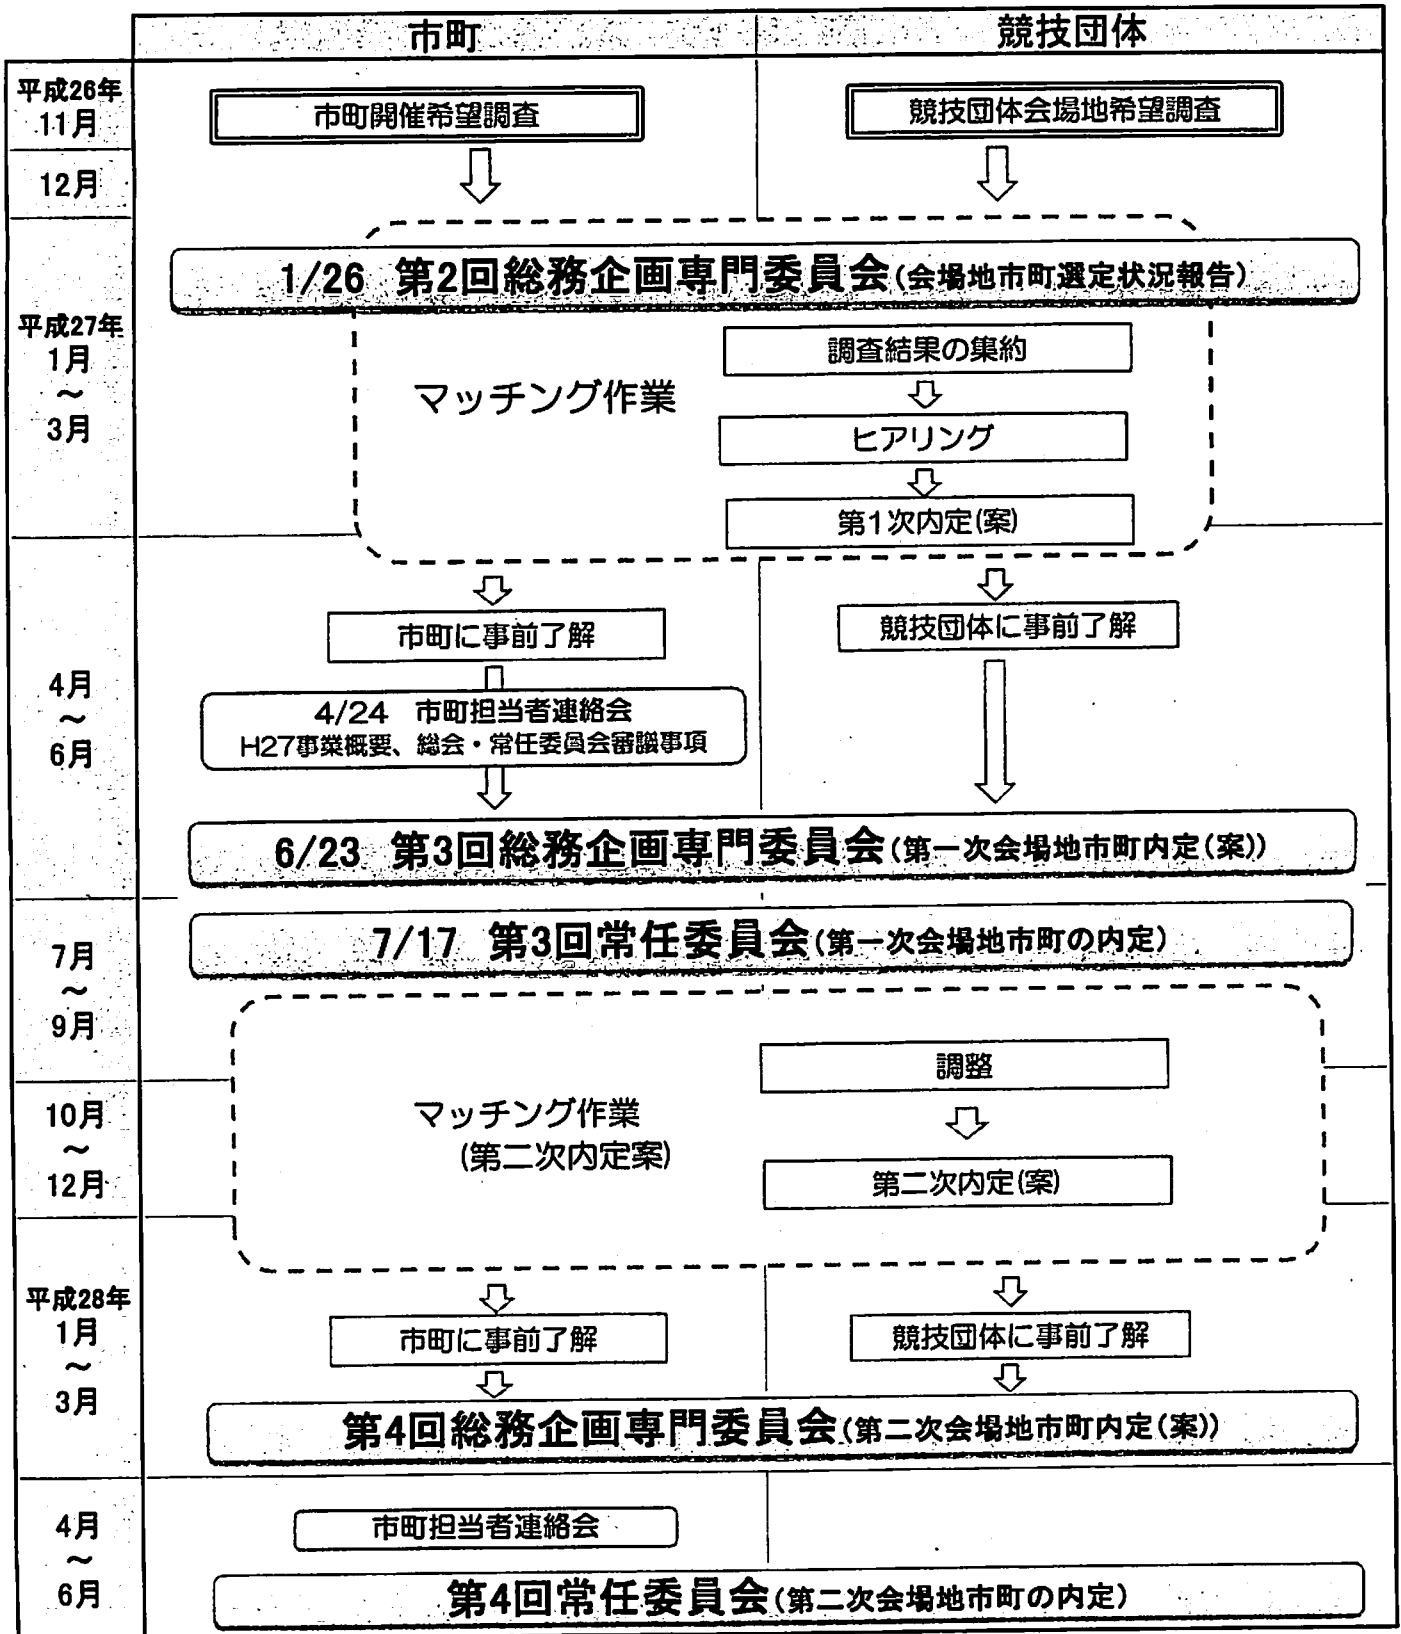 市町
競技団体
平成26年
11月
市町開催希望調査
競技団体会場地希望調査
12月
1/26 第2回総務企画専門委員会(会場地市町選定状況報告)
平成27年
1月
~
3月
マッチング作業
調査結果の集約
ヒアリング
第1次内定(案)
4月
~
6月
市町に事前了解
競技団体に事前了解
4/24 市町担当者連絡会
H27事業概要、総会・常任委員会審議事項
6/23 第3回総務企画専門委員会(第一次会場地市町内定(案))
7月
~
9月
7/17 第3回常任委員会(第一次会場地市町の内定)
調整
10月
~
12月
マッチング作業
(第二次内定案)
第二次内定(案)
平成28年
1月
~
3月
市町に事前了解
競技団体に事前了解
第4回総務企画専門委員会(第二次会場地市町内定(案))
4月
~
6月
市町担当者連絡会
第4回常任委員会(第二次会場地市町の内定)